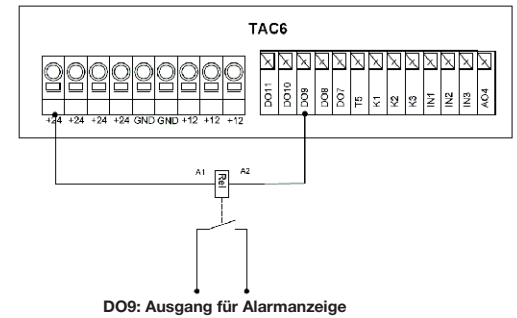 TAC6
DO11 DO10 DO9 DO8 DO7 T5 K1 K2 K3 IN1 IN2 IN3 AO4
+24 +24 +24 +24 GND GND +12 +12 +12
A1 Rel A2
DO9: Ausgang für Alarmanzeige